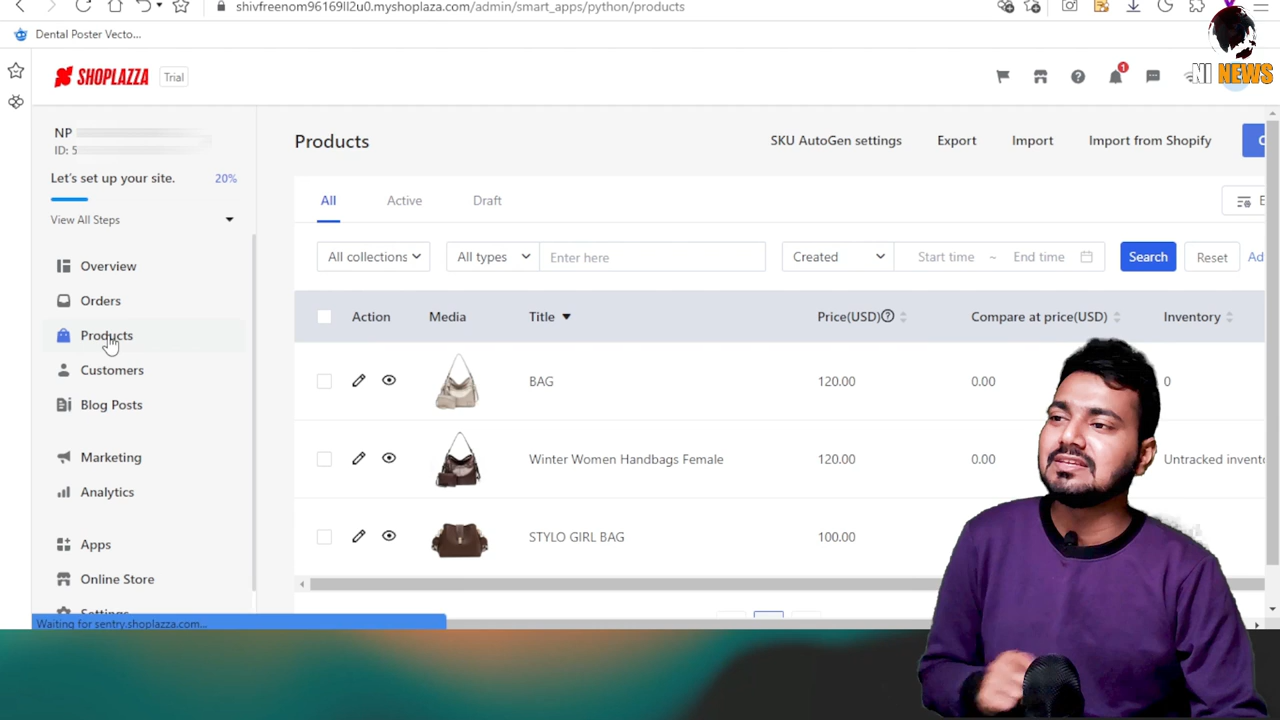 shivfreenom96169ll2u0.myshoplaza.com/admin/smart_apps/python/products
Dental Poster Vecto...
SHOPLAZZA Trial
1
NI NEWS
NP
ID: 5
Let's set up your site. 20%
View All Steps
Overview
Orders
Products
Customers
Blog Posts
Marketing
Analytics
Apps
Online Store
Settings
Waiting for sentry.shoplazza.com...
Products
SKU AutoGen settings Export Import Import from Shopify
All Active Draft
All collections All types Enter here Created Start time ~ End time Search Reset Ad
Action Media Title Price(USD) Compare at price(USD) Inventory
BAG 120.00 0.00 0
Winter Women Handbags Female 120.00 0.00 Untracked
STYLO GIRL BAG 100.00